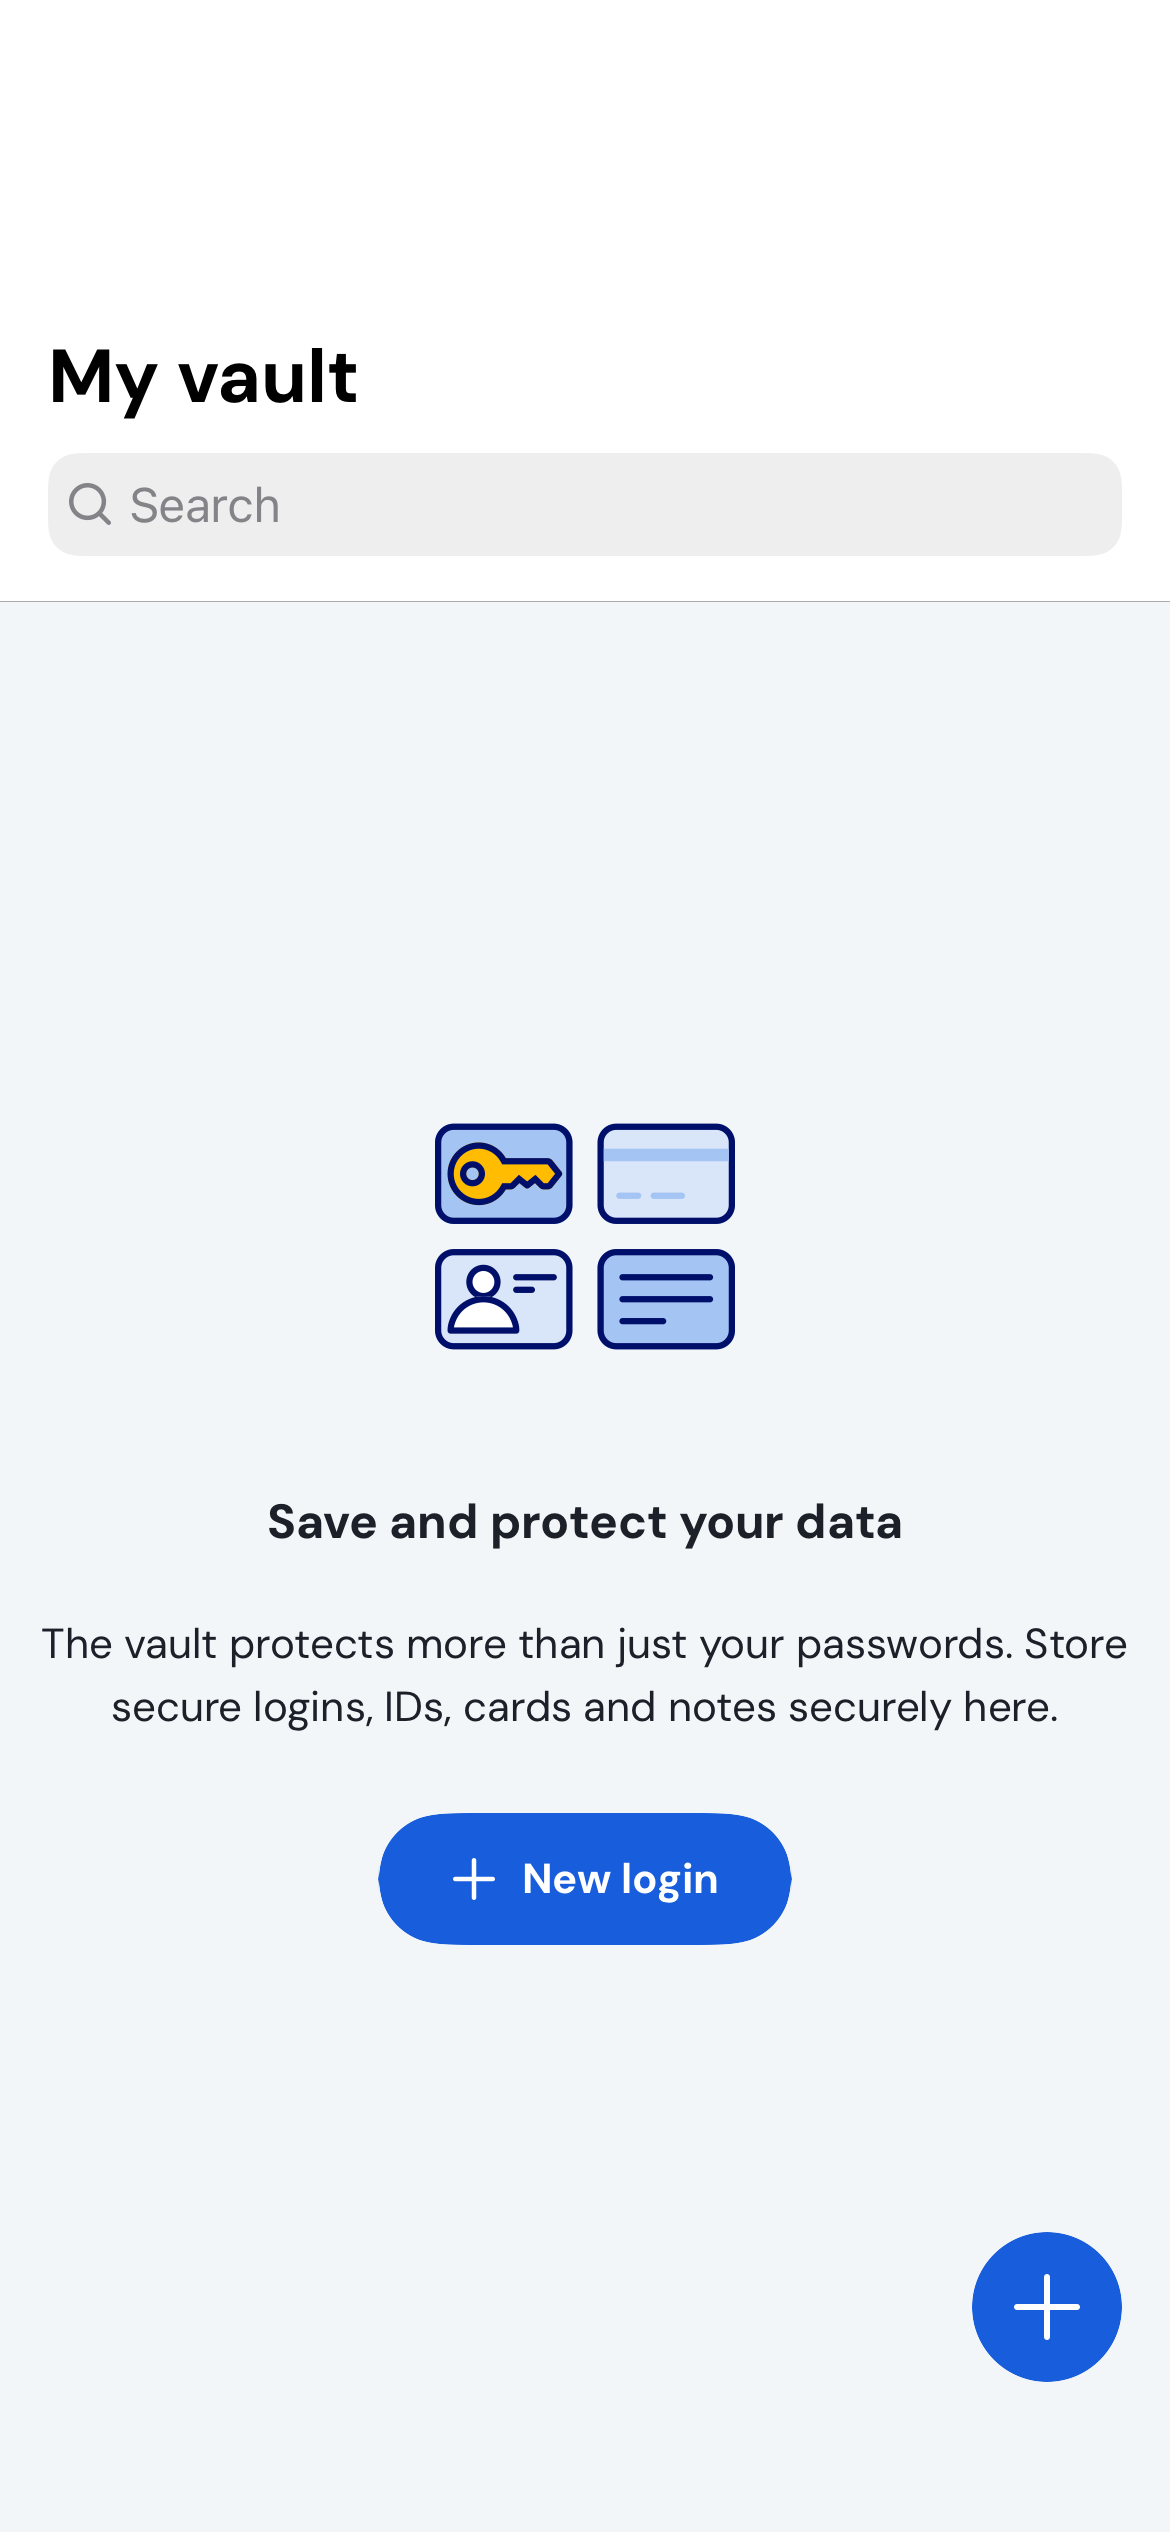 My vault
Search
Save and protect your data
The vault protects more than just your passwords. Store
secure logins, IDs, cards and notes securely here.
New login